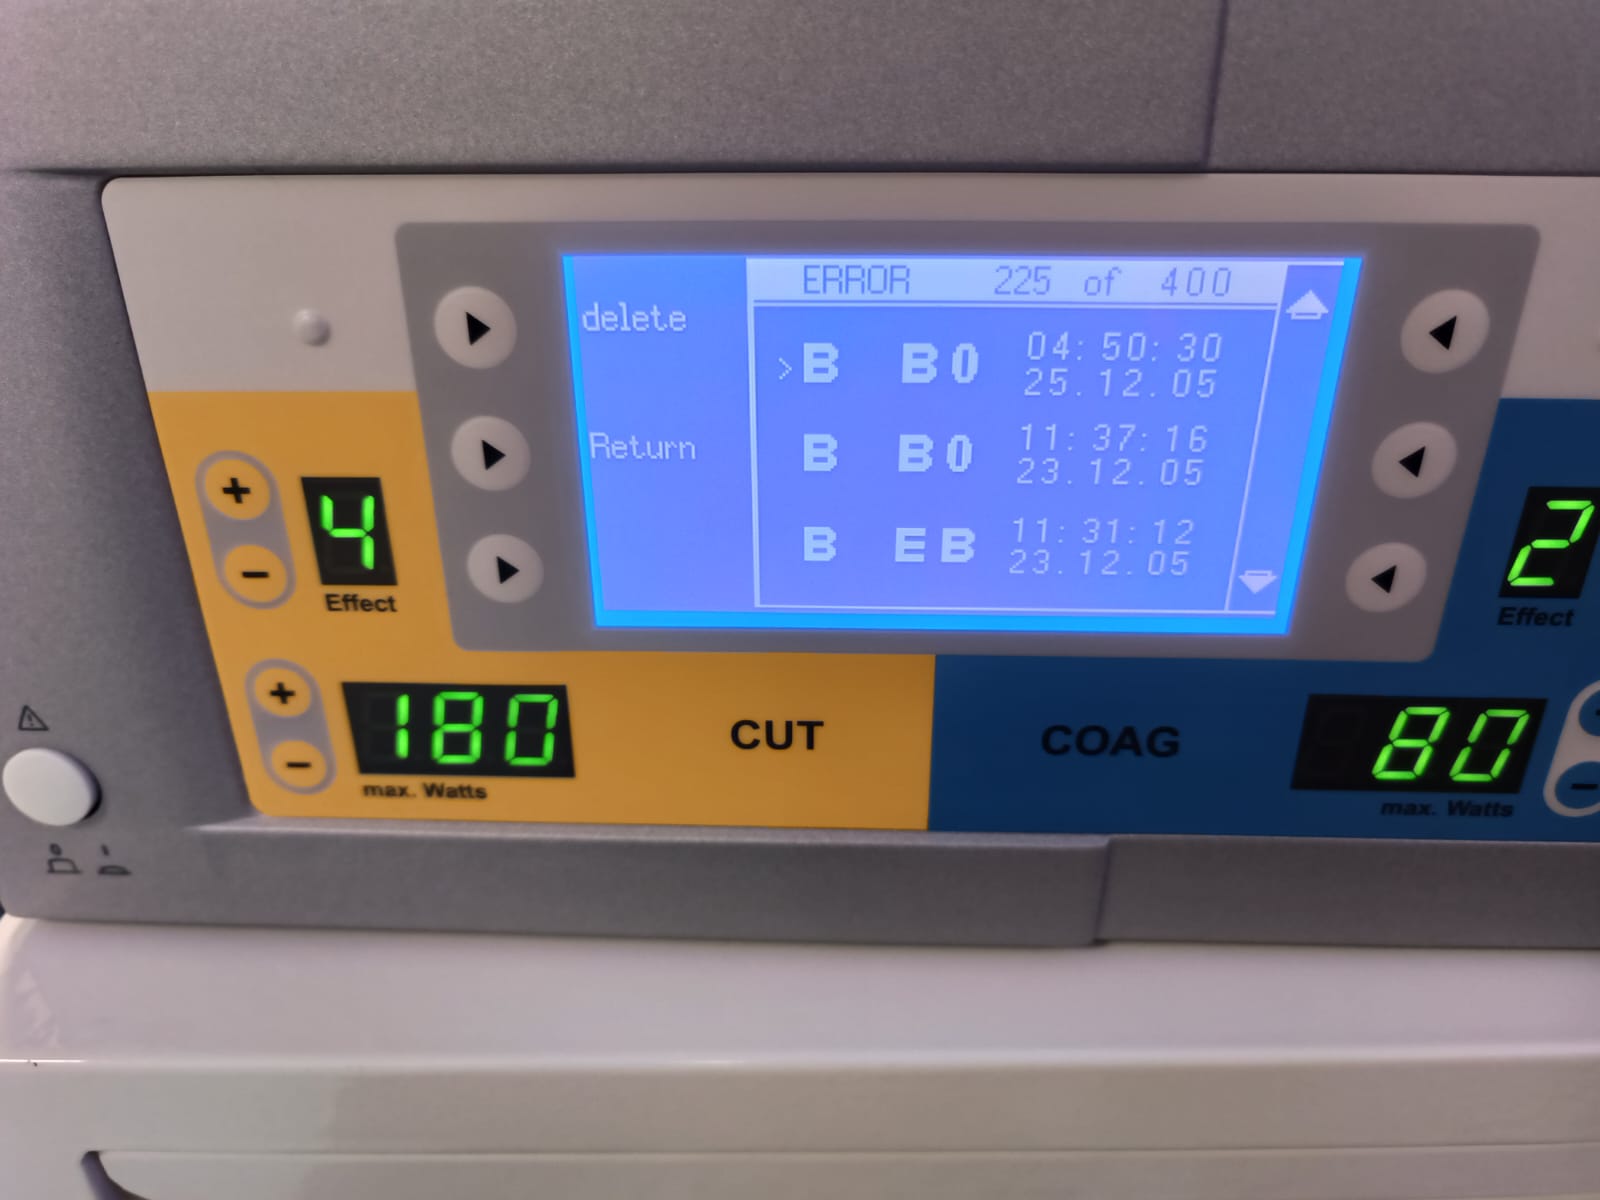 ERROR 225 of 400
delete
>B B0 04:50:30
25.12.05
Return
B B0 11:37:16
23.12.05
B EB 11:31:12
23.12.05
4
Effect
2
Effect
+
-
180
max. Watts
CUT
COAG
80
max. Watts